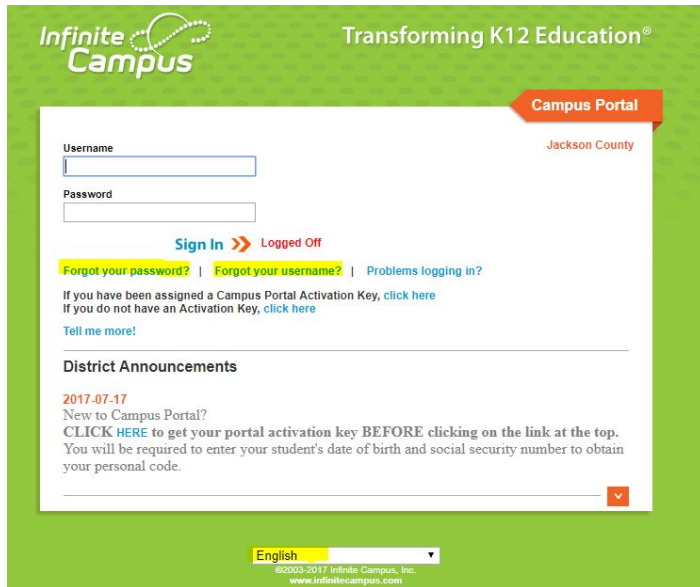 Infinite
Campus
Transforming K12 Education®
Campus Portal
Jackson County
Username
Password
Sign In Logged Off
Forgot your password? | Forgot your username? | Problems logging in?
If you have been assigned a Campus Portal Activation Key, click here
If you do not have an Activation Key, click here
Tell me more!
District Announcements
2017-07-17
New to Campus Portal?
CLICK HERE to get your portal activation key BEFORE clicking on the link at the top.
You will be required to enter your student's date of birth and social security number to obtain
your personal code.
English
©2003-2017 Infinite Campus, Inc.
www.infinitecampus.com